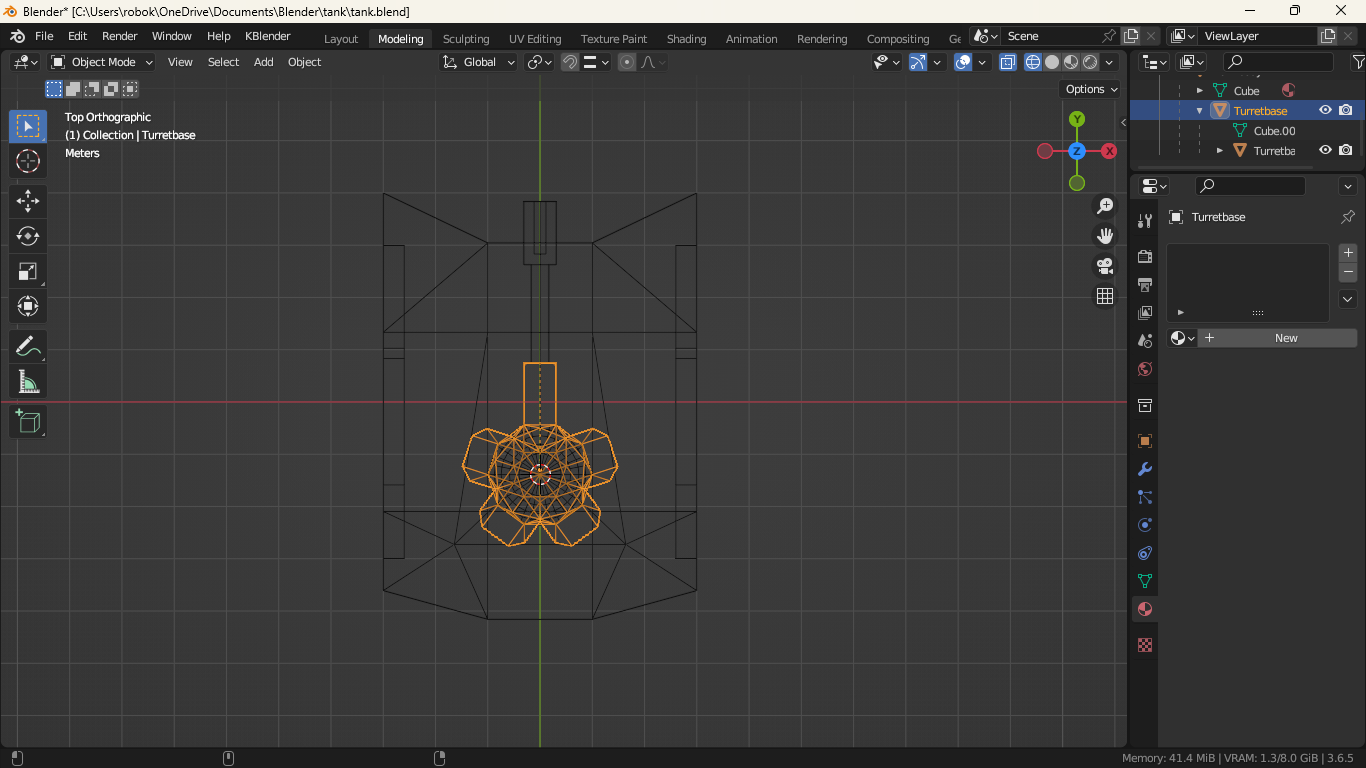 Blender* [C:\Users\robok\OneDrive\Documents\Blender\tank\tank.blend]
File Edit Render Window Help KBlender Layout Modeling Sculpting UV Editing Texture Paint Shading Animation Rendering Compositing Ge Scene ViewLayer
Object Mode View Select Add Object Global
Options
Top Orthographic
(1) Collection | Turretbase
Meters
Y
Z
X
Cube
Turretbase
Cube.00
Turretba
Turretbase
New
Memory: 41.4 MiB | VRAM: 1.3/8.0 GiB | 3.6.5